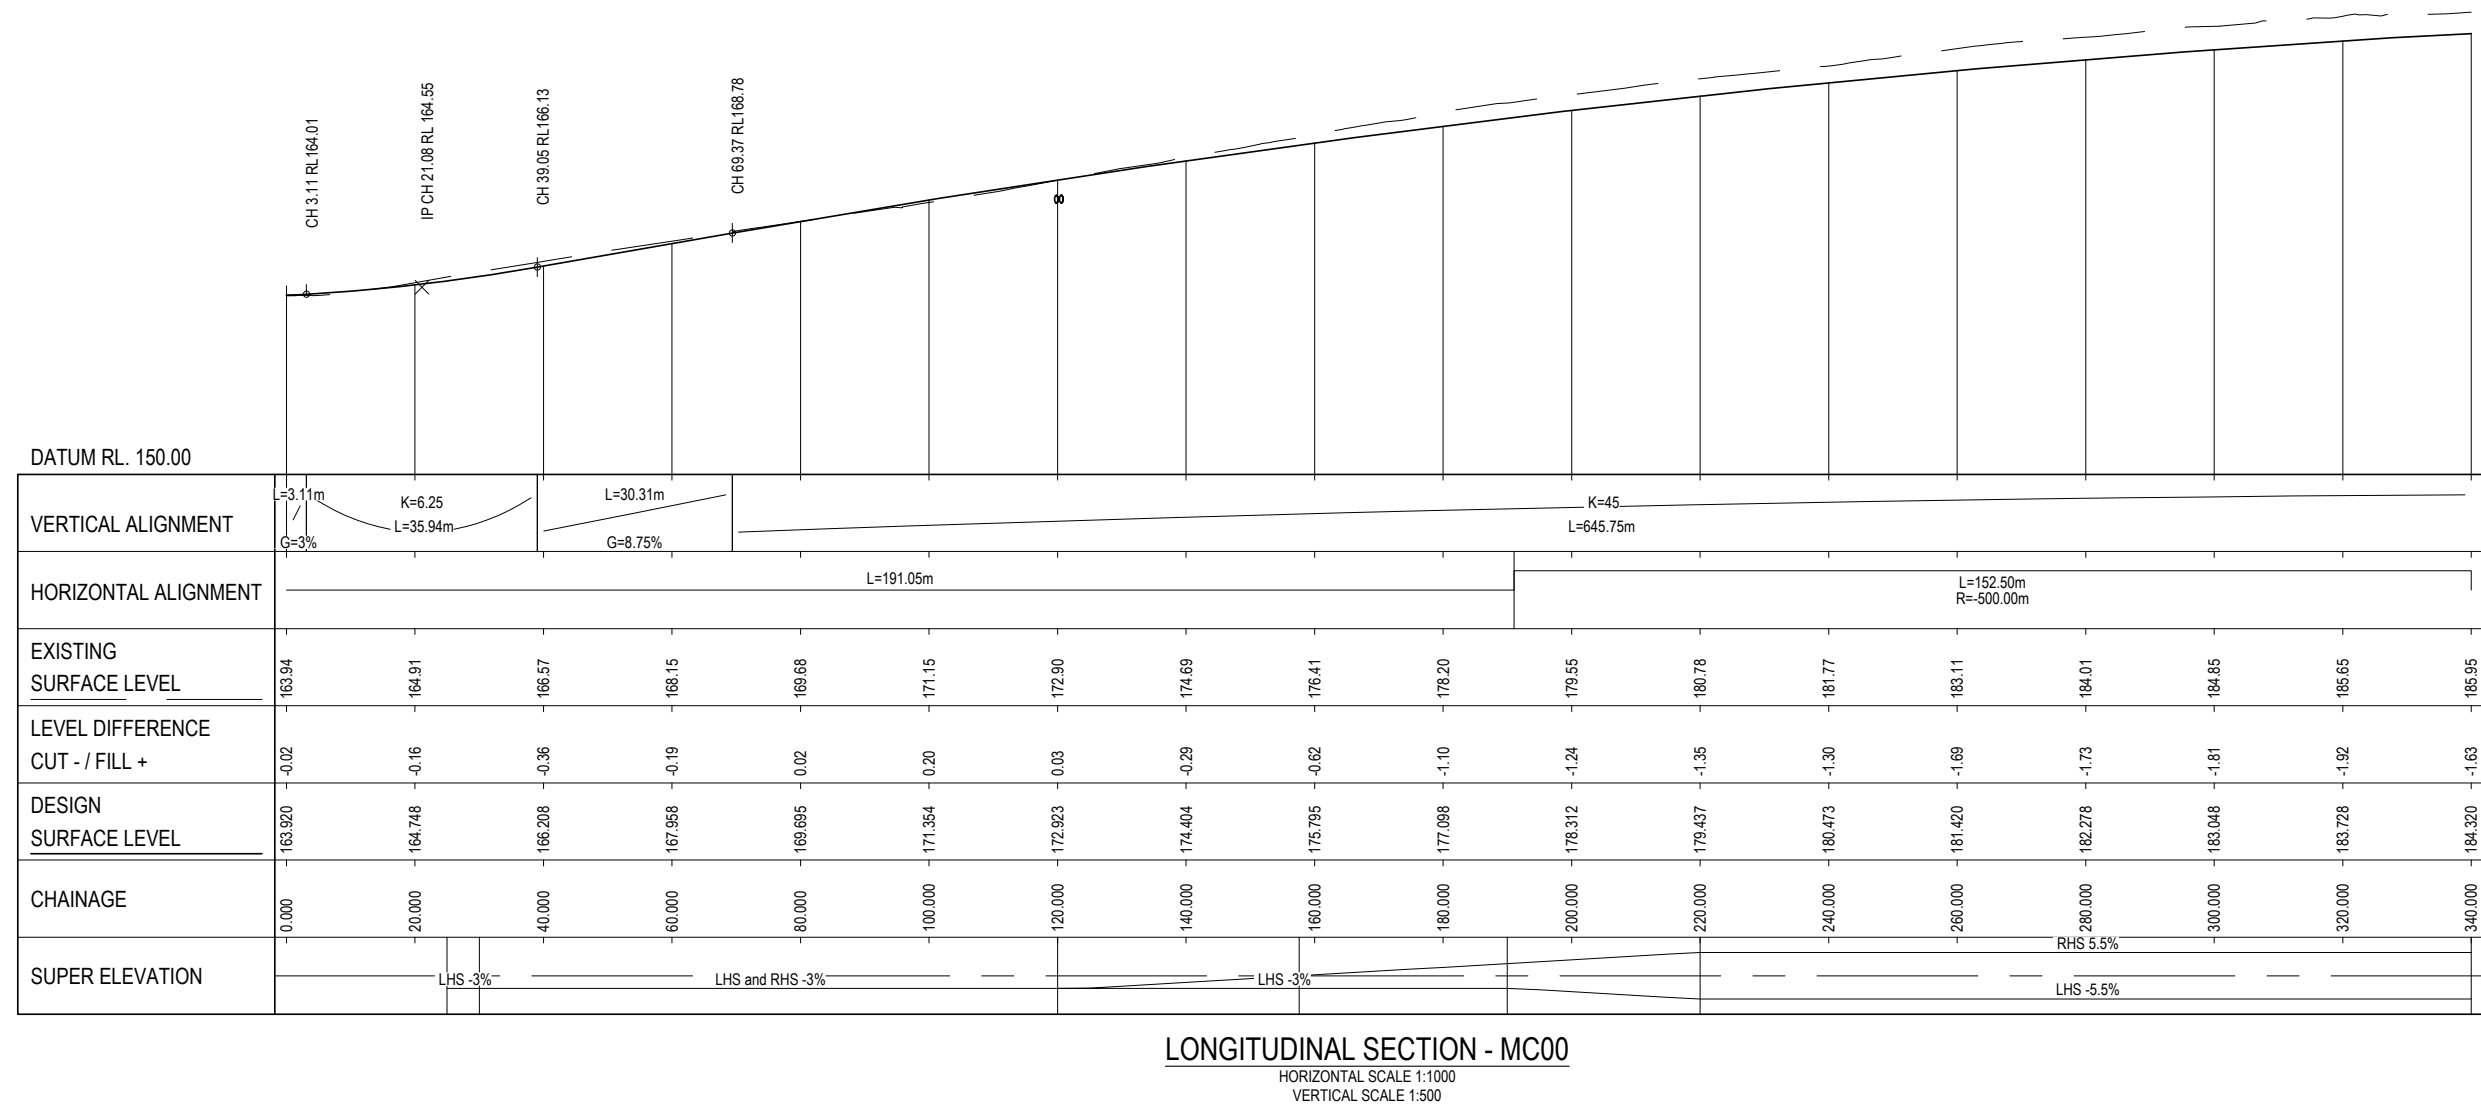 CH 3.11 RL164.01
IP CH 21.08 RL 164.55
CH 39.05 RL166.13
CH 69.37 RL168.78
DATUM RL. 150.00
VERTICAL ALIGNMENT
L=3.11m
G=3%
K=6.25
L=35.94m
L=30.31m
G=8.75%
K=45
L=645.75m
HORIZONTAL ALIGNMENT
L=191.05m
L=152.50m
R=-500.00m
EXISTING
SURFACE LEVEL
163.94 164.91 166.57 168.15 169.68 171.15 172.90 174.69 176.41 178.20 179.55 180.78 181.77 183.11 184.01 184.85 185.65 185.95
LEVEL DIFFERENCE
CUT - / FILL +
-0.02 -0.16 -0.36 -0.19 0.02 0.20 0.03 -0.29 -0.62 -1.10 -1.24 -1.35 -1.30 -1.69 -1.73 -1.81 -1.92 -1.63
DESIGN
SURFACE LEVEL
163.920 164.748 166.208 167.958 169.695 171.354 172.923 174.404 175.795 177.098 178.312 179.437 180.473 181.420 182.278 183.048 183.728 184.320
CHAINAGE
0.000 20.000 40.000 60.000 80.000 100.000 120.000 140.000 160.000 180.000 200.000 220.000 240.000 260.000 280.000 300.000 320.000 340.000
SUPER ELEVATION
LHS -3%
LHS and RHS -3%
LHS -3%
RHS 5.5%
LHS -5.5%
LONGITUDINAL SECTION - MC00
HORIZONTAL SCALE 1:1000
VERTICAL SCALE 1:500